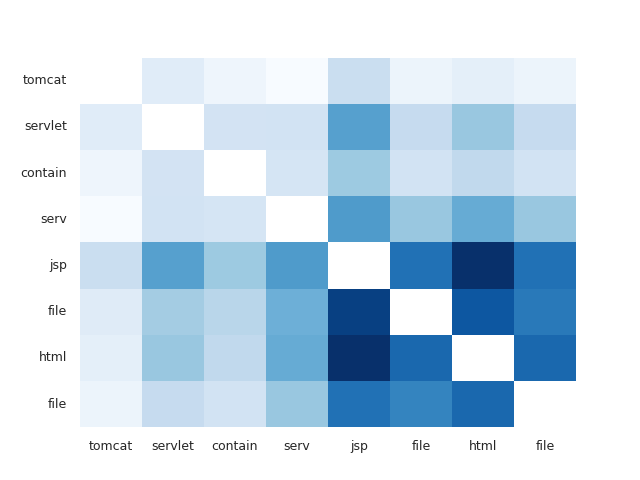 tomcat
servlet
contain
serv
jsp
file
html
file
tomcat servlet contain serv jsp file html file